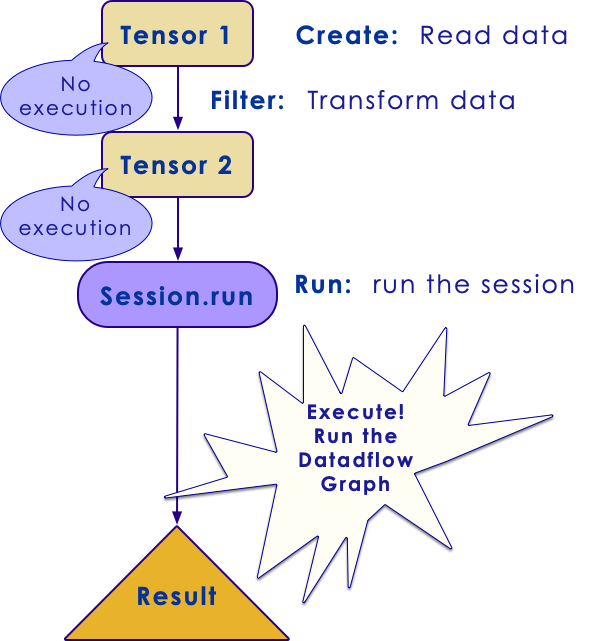 Tensor 1
Create: Read data
No
execution
Filter: Transform data
Tensor 2
No
execution
Session.run
Run: run the session
Execute!
Run the
Datadflow
Graph
Result